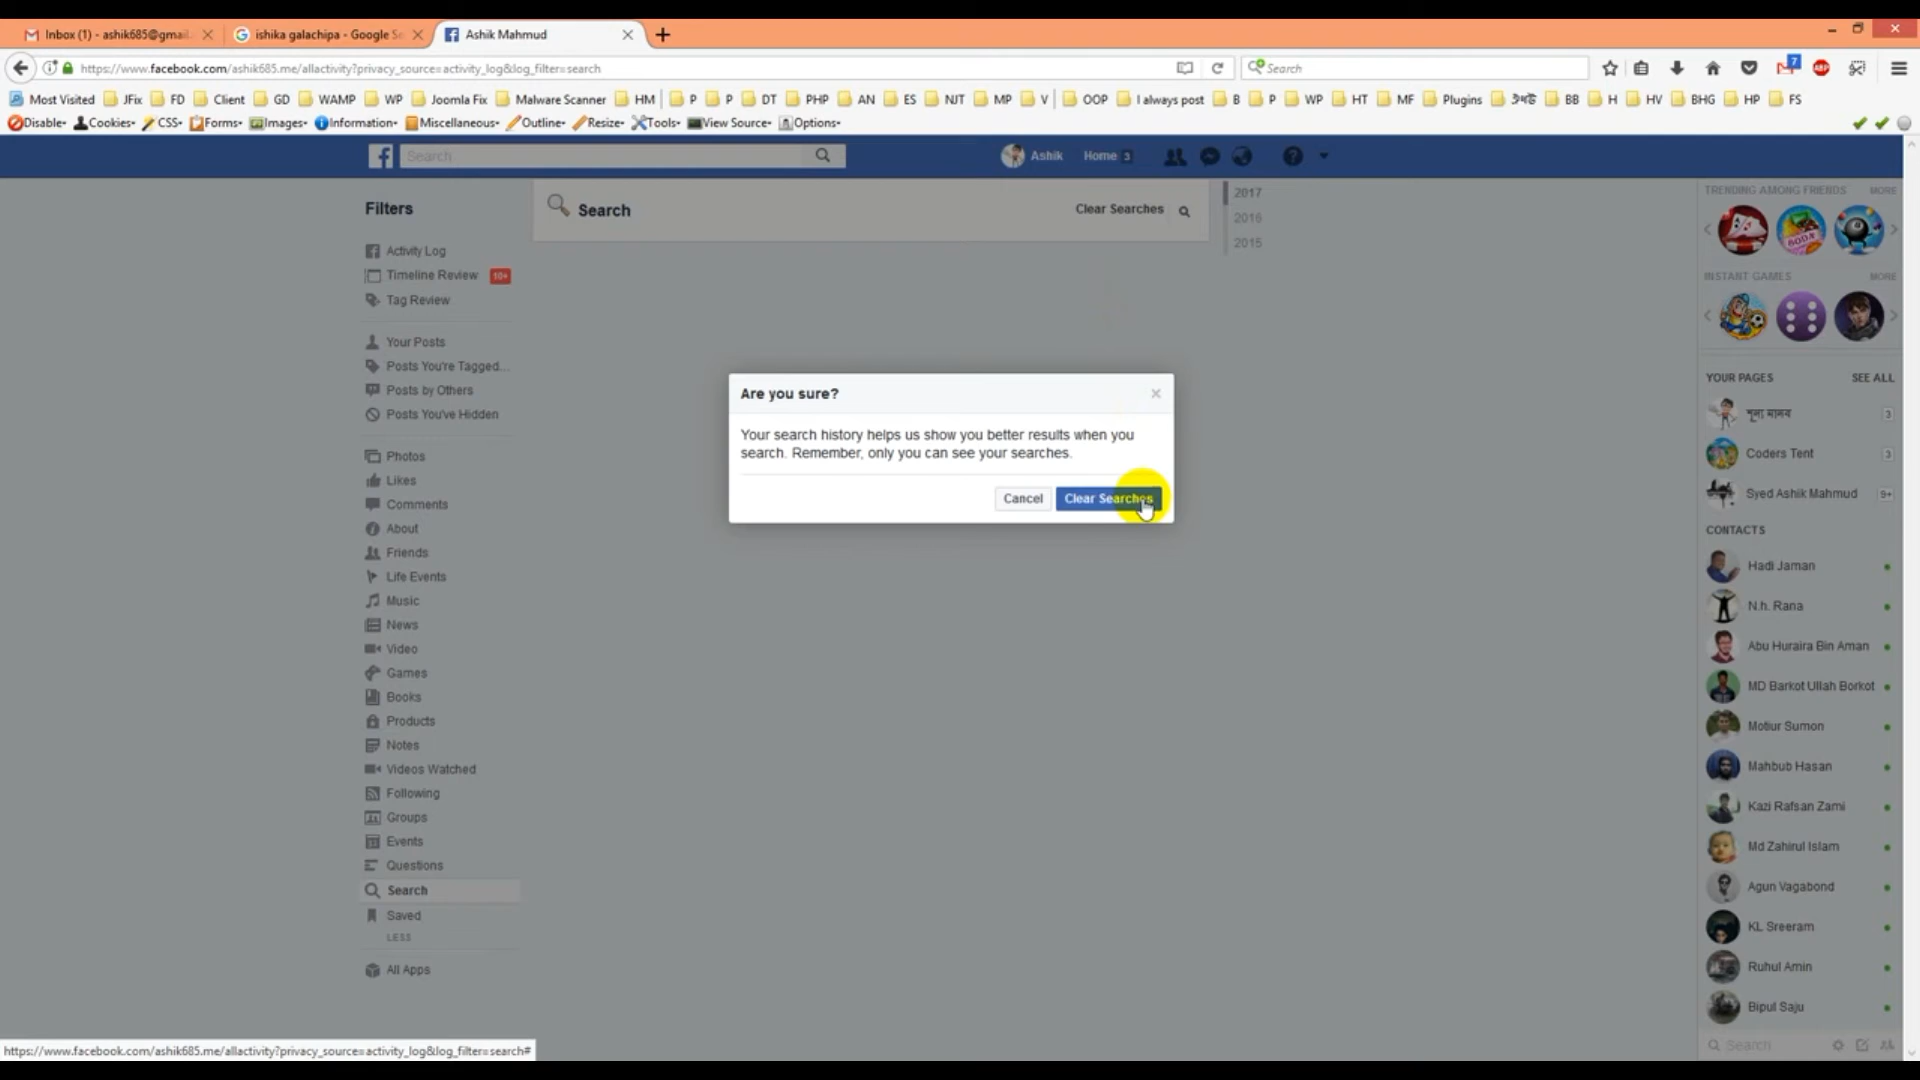 Inbox (1) - ashik685@gmail.
ishika galachipa - Google Se
Ashik Mahmud
https://www.facebook.com/ashik685.me/allactivity?privacy_source=activity_log&log_filter=search
Search
7
ABP
Most Visited JFix FD Client GD WAMP WP Joomla Fix Malware Scanner HM P P DT PHP AN ES NJT MP V OOP I always post B P WP HT MF Plugins BB H HV BHG HP FS
Disable Cookies CSS Forms Images Information Miscellaneous Outline Resize Tools View Source Options
Search
Ashik Home 3
Filters
Activity Log
Timeline Review 10+
Tag Review
Your Posts
Posts You're Tagged...
Posts by Others
Posts You've Hidden
Photos
Likes
Comments
About
Friends
Life Events
Music
News
Video
Games
Books
Products
Notes
Videos Watched
Following
Groups
Events
Questions
Search
Saved
LESS
All Apps
Search
Clear Searches
2017
2016
2015
Are you sure?
Your search history helps us show you better results when you
search. Remember, only you can see your searches.
Cancel Clear Searches
TRENDING AMONG FRIENDS MORE
INSTANT GAMES MORE
YOUR PAGES SEE ALL
শূন্য মানব 3
Coders Tent 3
Syed Ashik Mahmud 9+
CONTACTS
Hadi Jaman
N.h. Rana
Abu Huraira Bin Aman
MD Barkot Ullah Borkot
Motiur Sumon
Mahbub Hasan
Kazi Rafsan Zami
Md Zahirul Islam
Agun Vagabond
KL Sreeram
Ruhul Amin
Bipul Saju
Search
https://www.facebook.com/ashik685.me/allactivity?privacy_source=activity_log&log_filter=search#